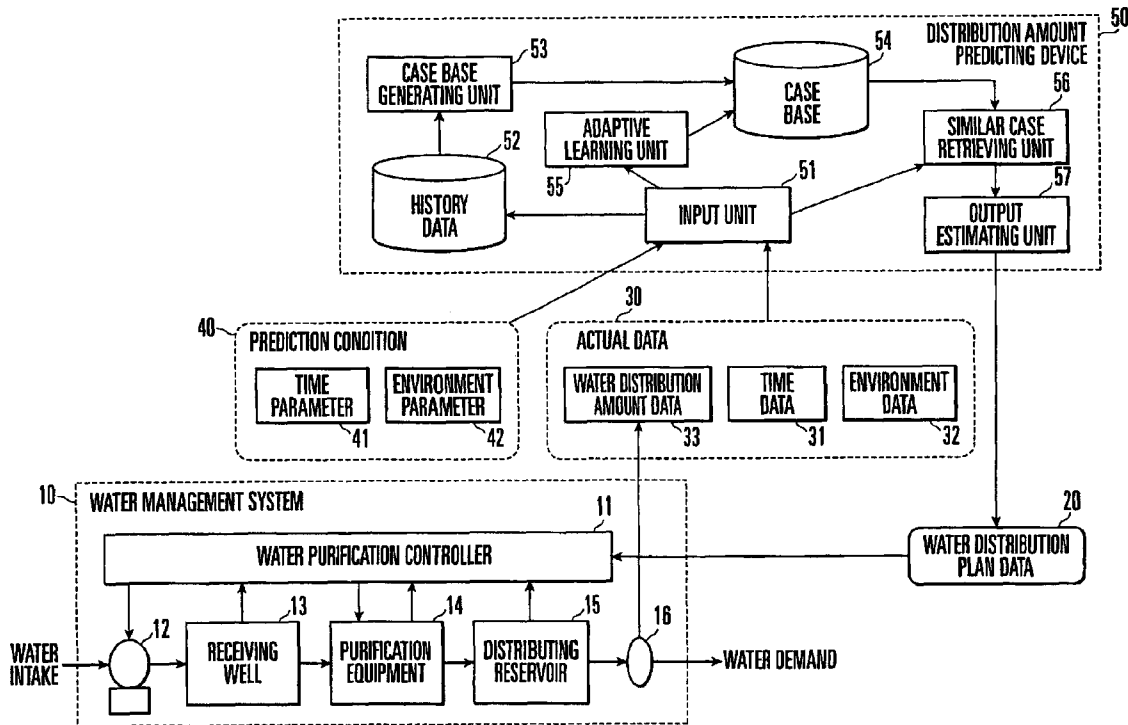 50
DISTRIBUTION AMOUNT
PREDICTING DEVICE
53
CASE BASE
GENERATING UNIT
54
CASE
BASE
56
SIMILAR CASE
RETRIEVING UNIT
ADAPTIVE
LEARNING UNIT
55
52
HISTORY
DATA
51
INPUT UNIT
57
OUTPUT
ESTIMATING UNIT
40
PREDICTION CONDITION
TIME
PARAMETER
41
ENVIRONMENT
PARAMETER
42
30
ACTUAL DATA
WATER DISTRIBUTION
AMOUNT DATA
33
TIME
DATA
31
ENVIRONMENT
DATA
32
10
WATER MANAGEMENT SYSTEM
11
WATER PURIFICATION CONTROLLER
20
WATER DISTRIBUTION
PLAN DATA
WATER
INTAKE
12
13
RECEIVING
WELL
14
PURIFICATION
EQUIPMENT
15
DISTRIBUTING
RESERVOIR
16
WATER DEMAND